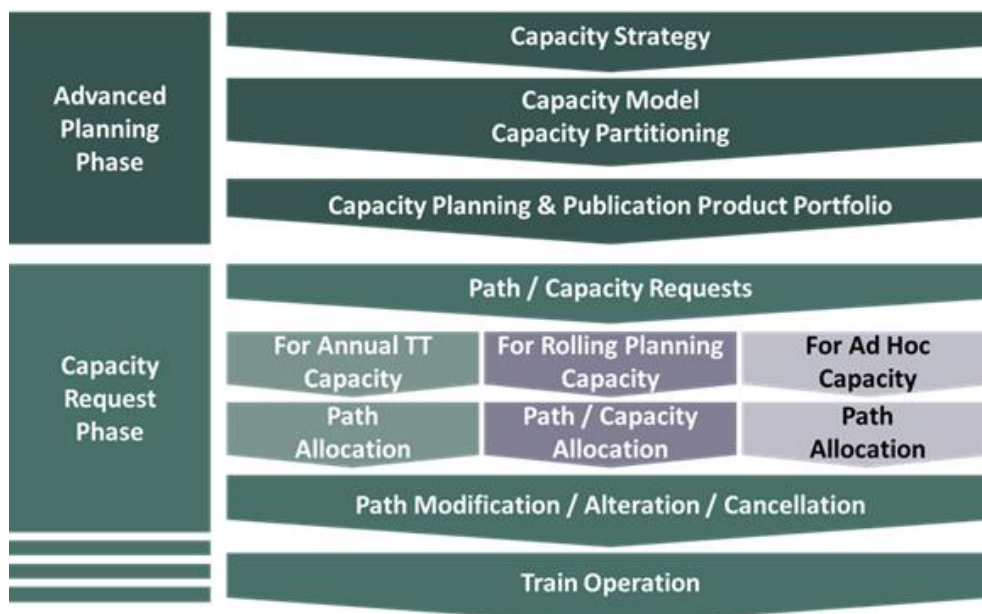 Advanced
Planning
Phase
Capacity Strategy
Capacity Model
Capacity Partitioning
Capacity Planning & Publication Product Portfolio
Capacity
Request
Phase
Path / Capacity Requests
For Annual TT
Capacity
For Rolling Planning
Capacity
For Ad Hoc
Capacity
Path
Allocation
Path / Capacity
Allocation
Path
Allocation
Path Modification / Alteration / Cancellation
Train Operation